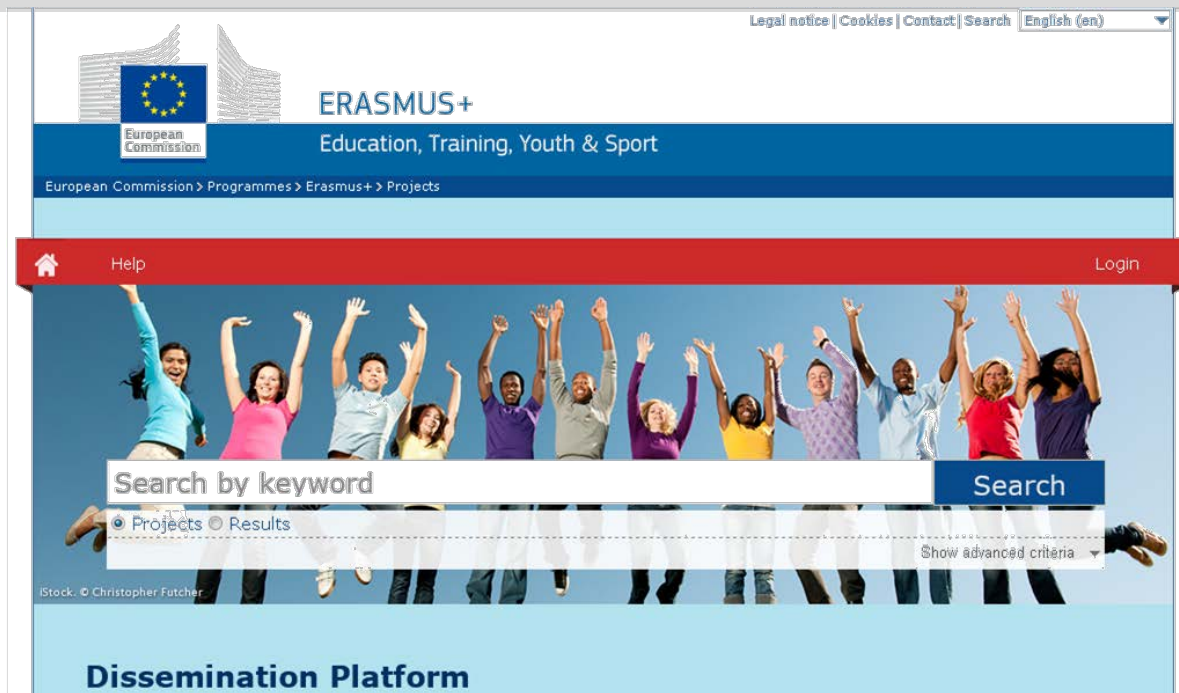 Legal notice | Cookies | Contact | Search English (en)
European
Commission
ERASMUS+
Education, Training, Youth & Sport
European Commission > Programmes > Erasmus+ > Projects
Help Login
Search by keyword Search
Projects Results
Show advanced criteria
iStock. © Christopher Futcher
Dissemination Platform